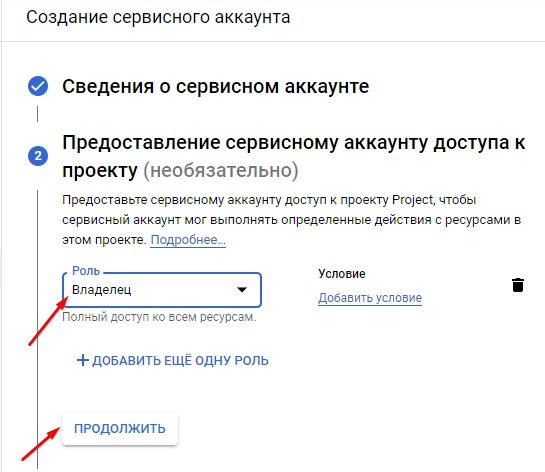 Создание сервисного аккаунта
Сведения о сервисном аккаунте
2
Предоставление сервисному аккаунту доступа к
проекту (необязательно)
Предоставьте сервисному аккаунту доступ к проекту Project, чтобы
сервисный аккаунт мог выполнять определенные действия с ресурсами в
этом проекте. Подробнее...
Роль
Владелец
Полный доступ ко всем ресурсам.
Условие
Добавить условие
+ ДОБАВИТЬ ЕЩЁ ОДНУ РОЛЬ
ПРОДОЛЖИТЬ